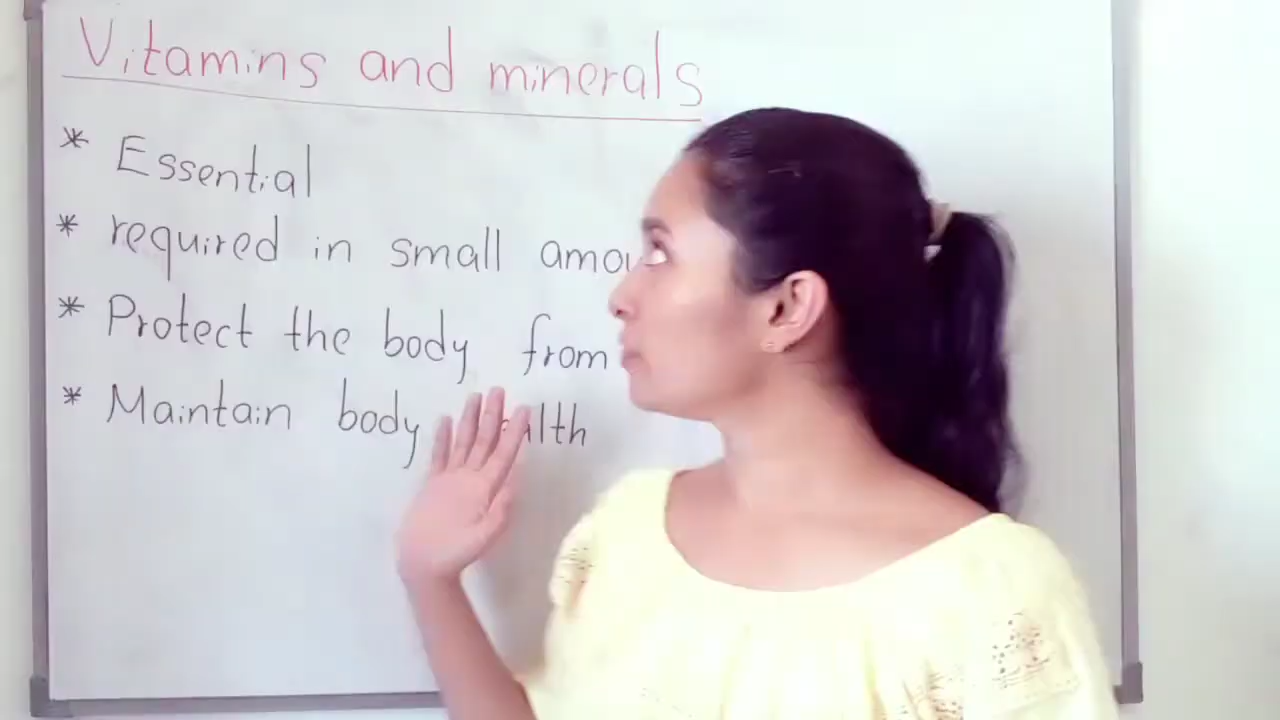 Vitamins and minerals
* Essential
* required in small
* Protect the body from
* Maintain body